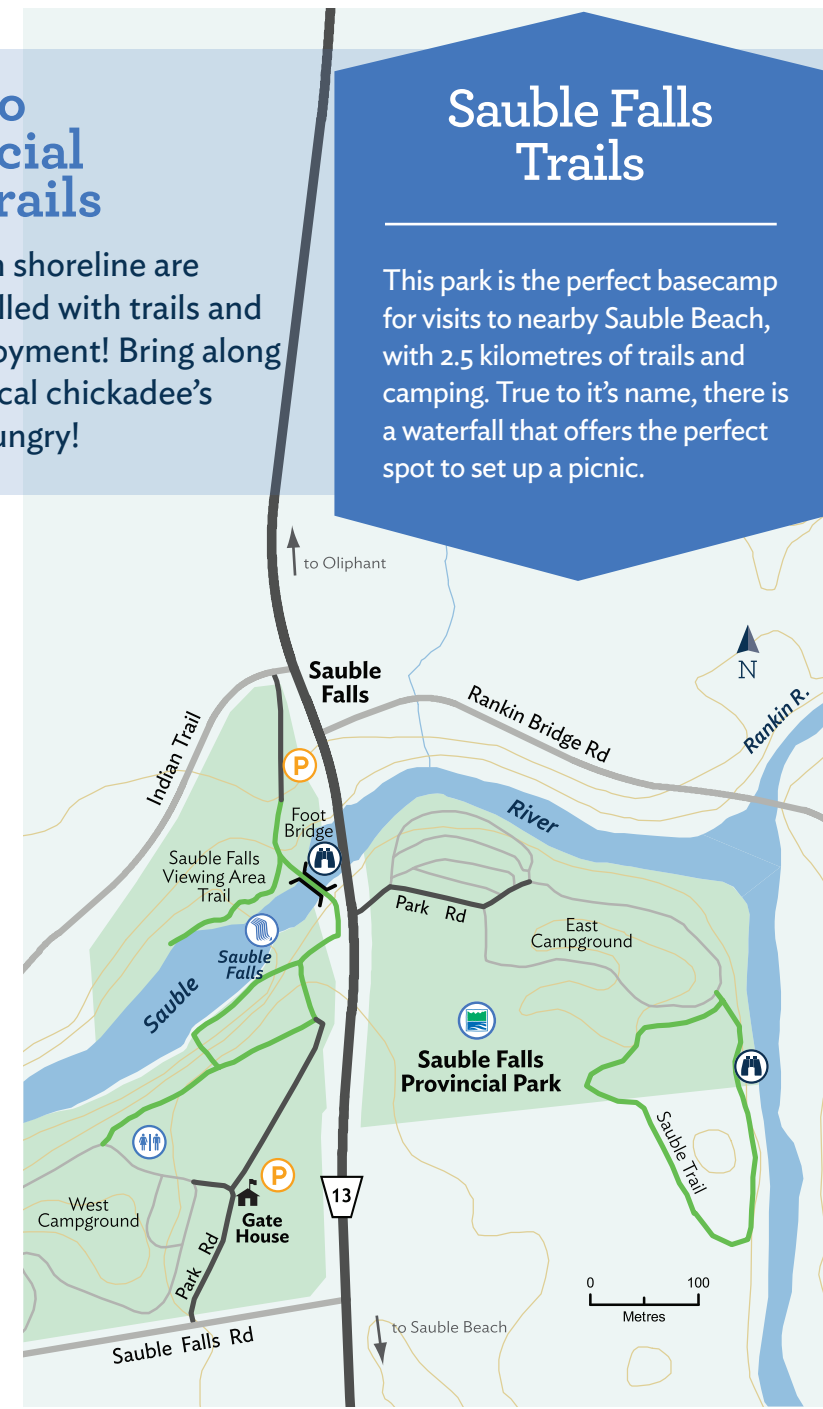 o
cial
rails
n shoreline are
lled with trails and
oyment! Bring along
cal chickadee's
ungry!
Sauble Falls
Trails
This park is the perfect basecamp
for visits to nearby Sauble Beach,
with 2.5 kilometres of trails and
camping. True to it's name, there is
a waterfall that offers the perfect
spot to set up a picnic.
to Oliphant
N
Sauble
Falls
Rankin Bridge Rd
Rankin R.
Indian Trail
P
Foot
Bridge
River
Sauble Falls
Viewing Area
Trail
Park Rd
East
Campground
Sauble
Falls
Sauble
Sauble Falls
Provincial Park
Sauble Trail
P
13
West
Campground
Gate
House
Park Rd
0 100
Metres
to Sauble Beach
Sauble Falls Rd